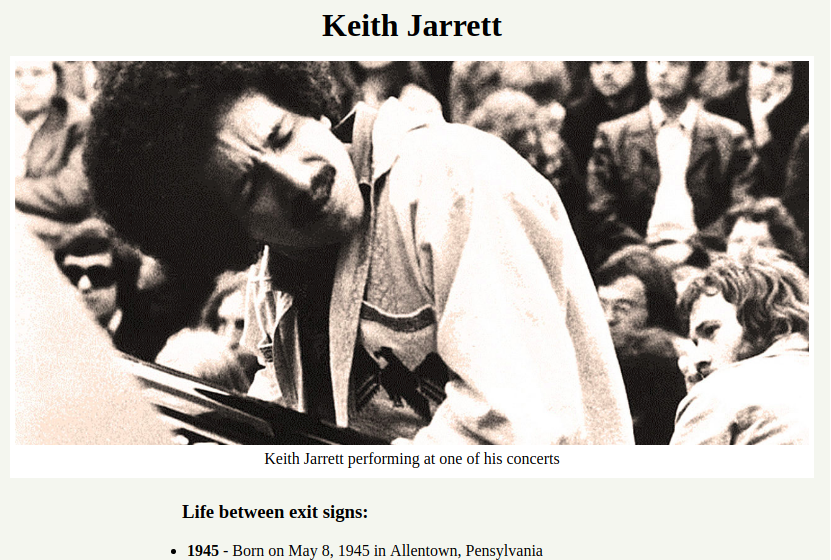 Keith Jarrett
Keith Jarrett performing at one of his concerts
Life between exit signs:
1945 - Born on May 8, 1945 in Allentown, Pensylvania